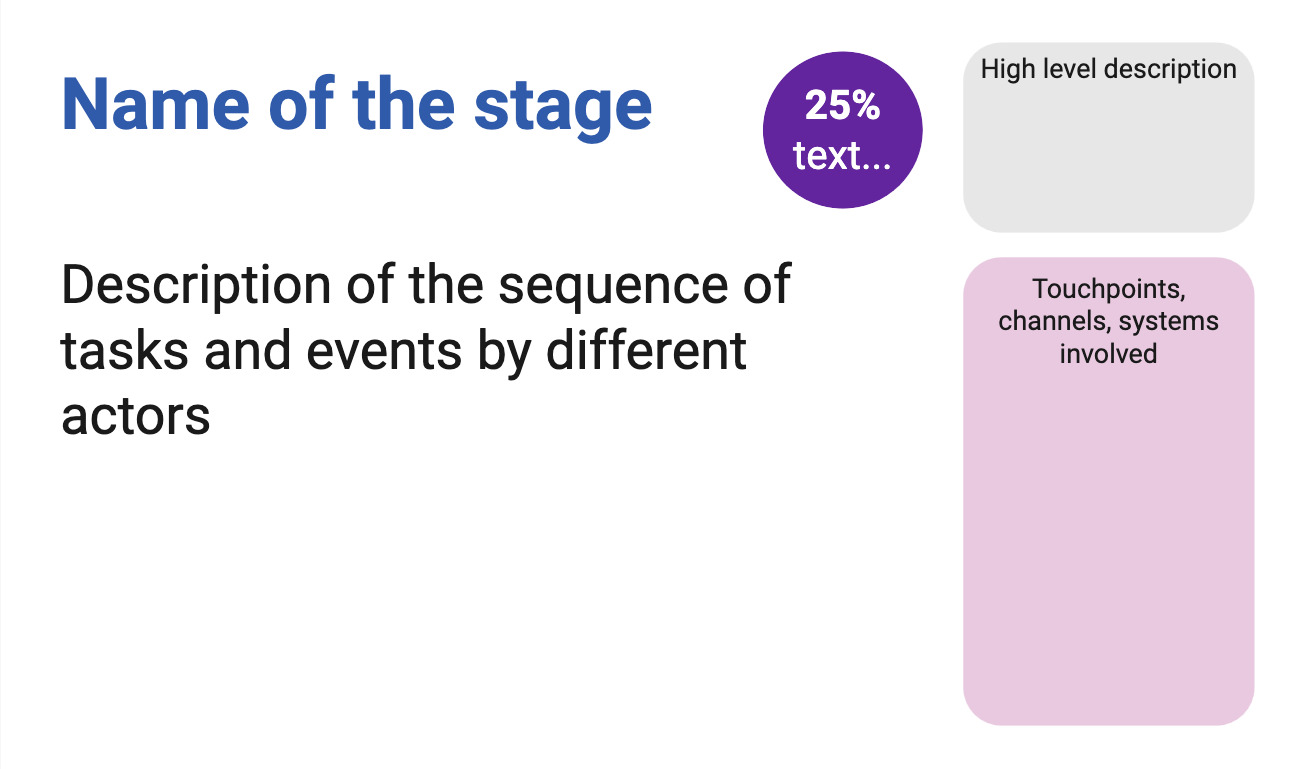 Name of the stage
25%
text...
High level description
Description of the sequence of
tasks and events by different
actors
Touchpoints,
channels, systems
involved